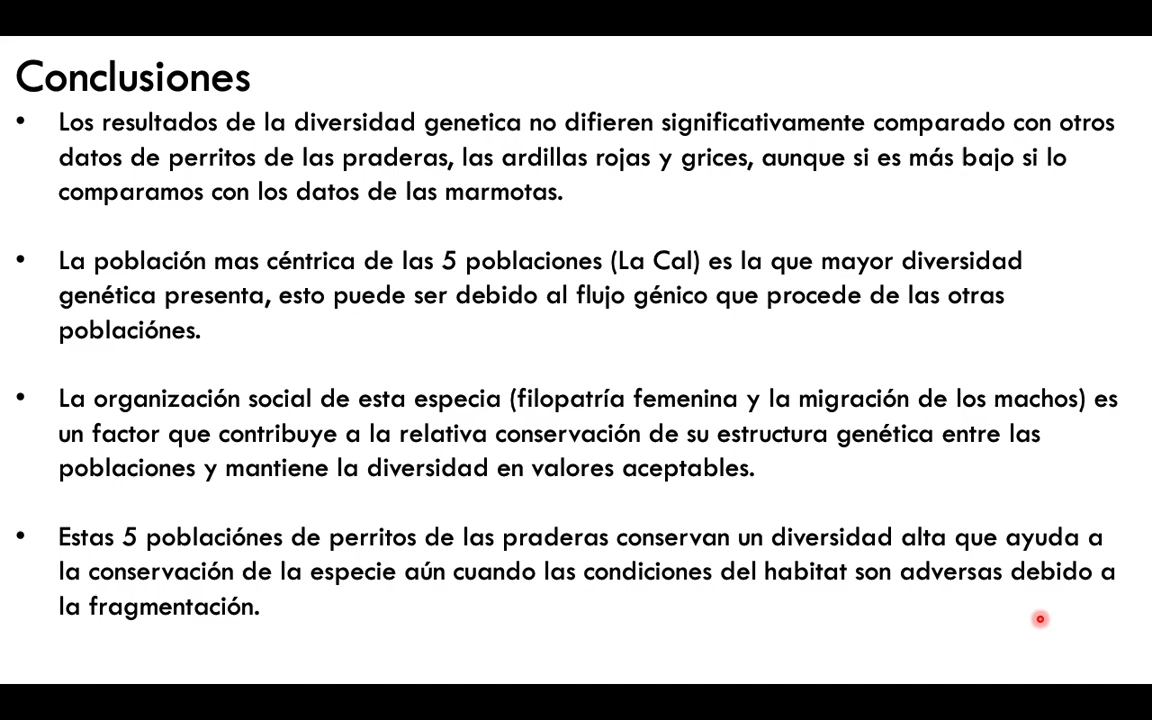 Conclusiones
• Los resultados de la diversidad genetica no difieren significativamente comparado con otros
datos de perritos de las praderas, las ardillas rojas y grices, aunque si es más bajo si lo
comparamos con los datos de las marmotas.
• La población mas céntrica de las 5 poblaciones (La Cal) es la que mayor diversidad
genética presenta, esto puede ser debido al flujo génico que procede de las otras
poblaciónes.
• La organización social de esta especia (filopatría femenina y la migración de los machos) es
un factor que contribuye a la relativa conservación de su estructura genética entre las
poblaciones y mantiene la diversidad en valores aceptables.
• Estas 5 poblaciónes de perritos de las praderas conservan un diversidad alta que ayuda a
la conservación de la especie aún cuando las condiciones del habitat son adversas debido a
la fragmentación.